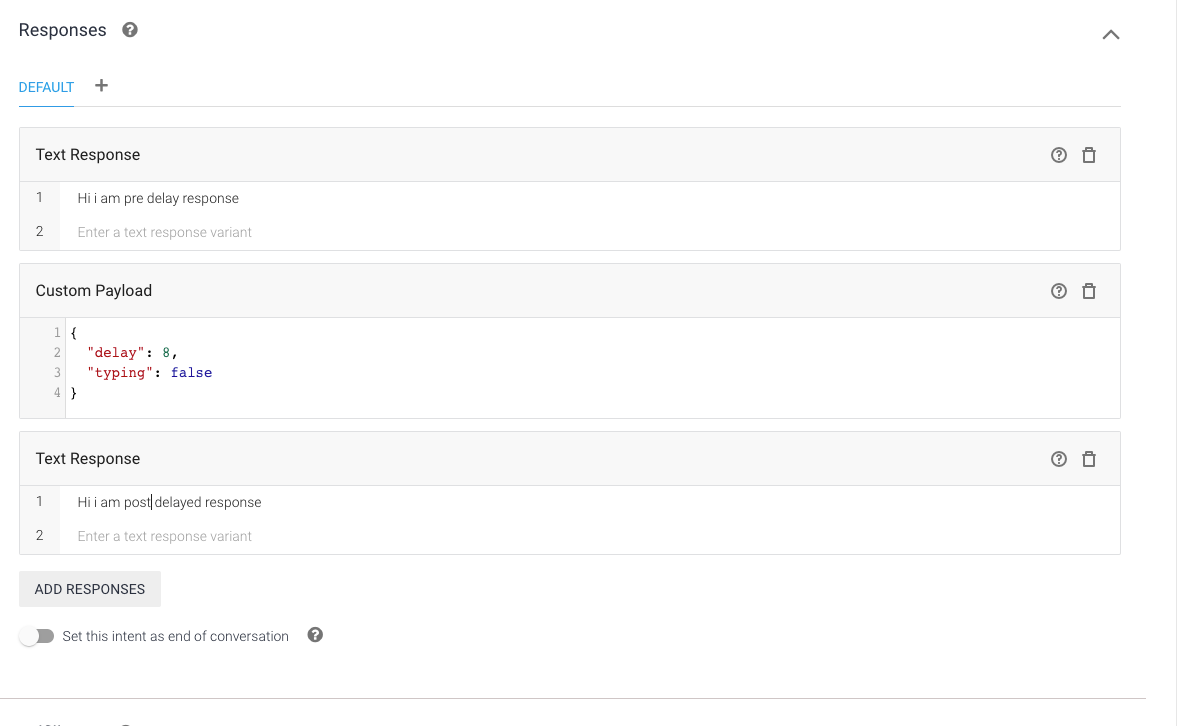 Responses
DEFAULT +
Text Response
1 Hi i am pre delay response
2 Enter a text response variant
Custom Payload
1 {
2 "delay": 8,
3 "typing": false
4 }
Text Response
1 Hi i am post delayed response
2 Enter a text response variant
ADD RESPONSES
Set this intent as end of conversation